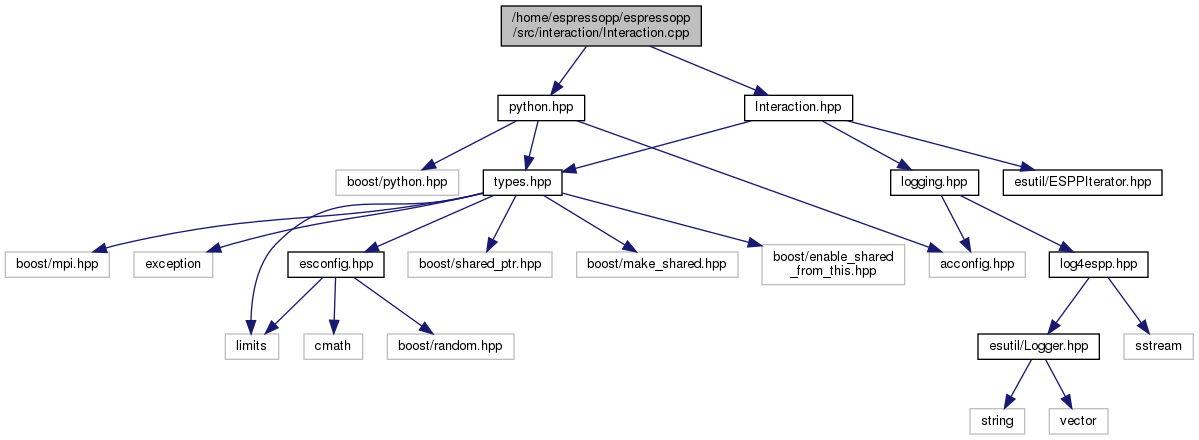 /home/espressopp/espressopp
/src/interaction/Interaction.cpp
python.hpp
Interaction.hpp
boost/python.hpp
types.hpp
logging.hpp
esutil/ESPPIterator.hpp
boost/mpi.hpp
exception
esconfig.hpp
boost/shared_ptr.hpp
boost/make_shared.hpp
boost/enable_shared
_from_this.hpp
acconfig.hpp
log4espp.hpp
limits
cmath
boost/random.hpp
esutil/Logger.hpp
sstream
string
vector